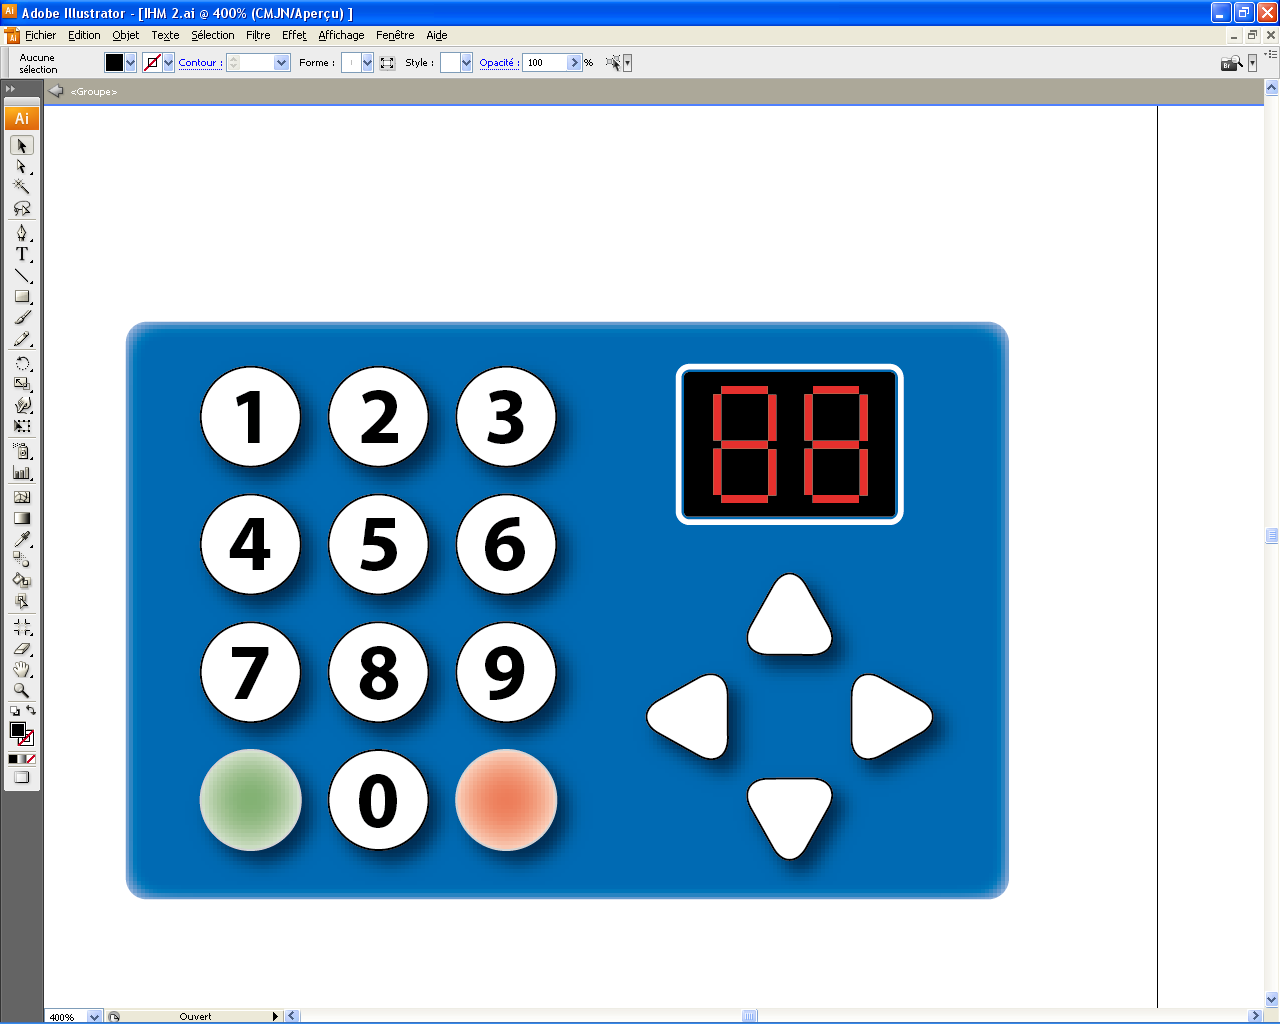 Adobe Illustrator - [IHM 2.ai @ 400% (CMJN/Aperçu) ]
Fichier Edition Objet Texte Sélection Filtre Effet Affichage Fenêtre Aide
Aucune sélection Contour : Forme : Style : Opacité : 100 % Br
<Groupe>
Ai
T
1 2 3
88
4 5 6
7 8 9
0
400% Ouvert